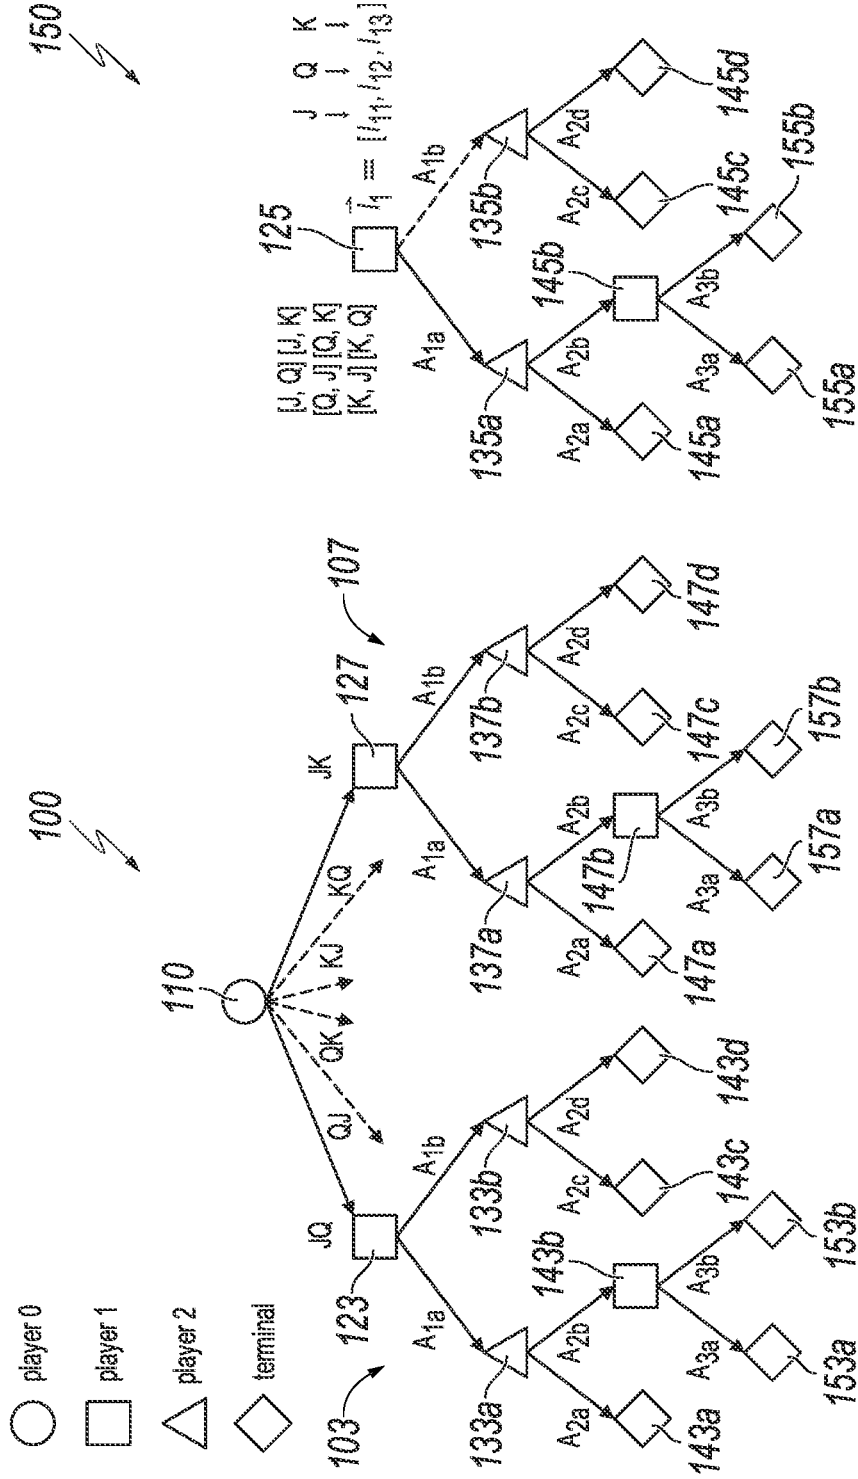 player 0
player 1
player 2
terminal
100
150
110
QJ
QK
KJ
KQ
JQ
JK
103
123
127
107
A1a
A1b
A1a
A1b
133a
133b
137a
137b
A2a
A2b
A2c
A2d
A2a
A2b
A2c
A2d
143a
143b
143c
143d
147a
147b
147c
147d
A3a
A3b
A3a
A3b
153a
153b
157a
157b
[J, Q] [J, K]
[Q, J] [Q, K]
[K, J] [K, Q]
125
J Q K
↓ ↓ ↓
I⃗1 = [I11, I12, I13]
A1a
A1b
135a
135b
A2a
A2b
A2c
A2d
145a
145b
145c
145d
A3a
A3b
155a
155b